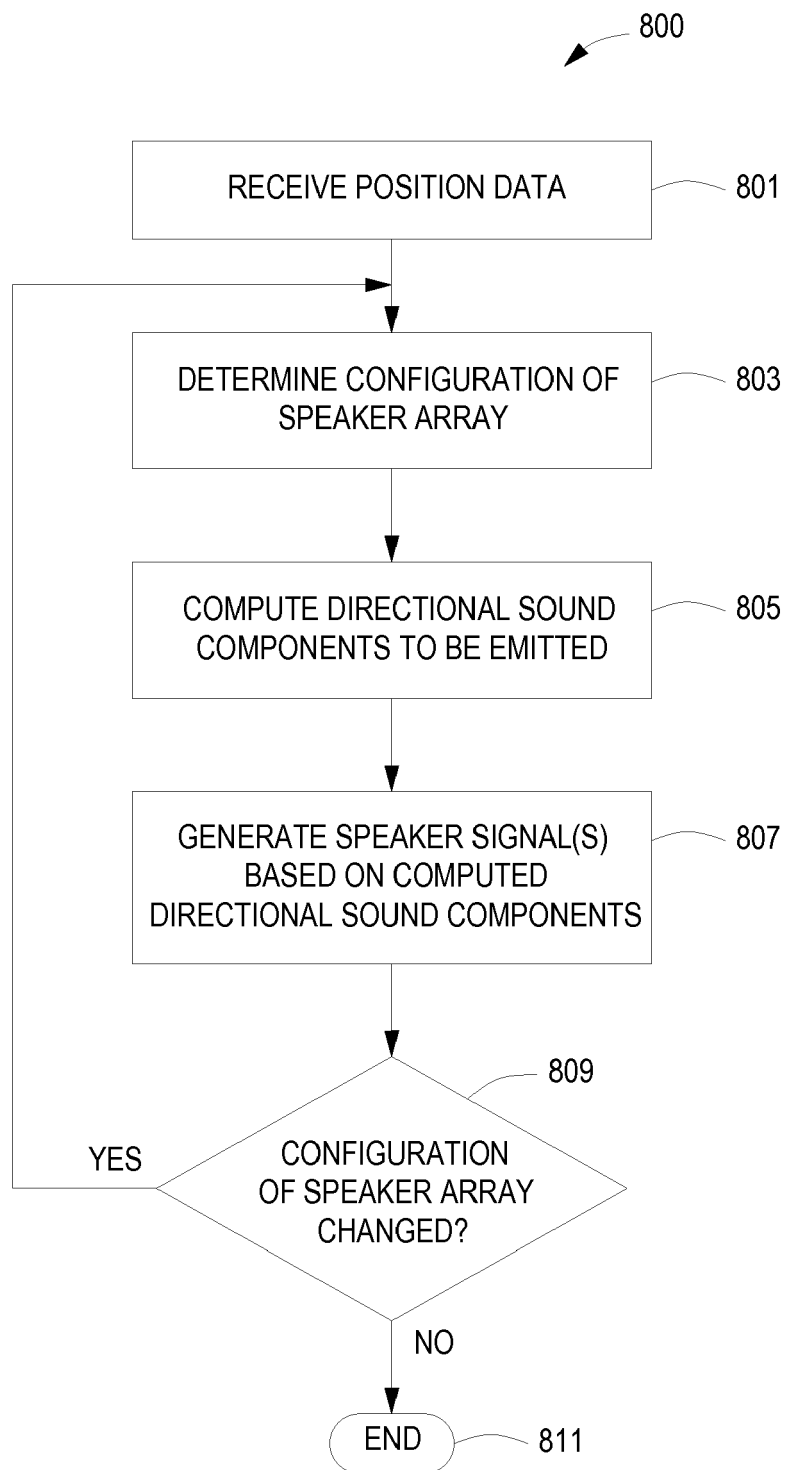 800
RECEIVE POSITION DATA
801
DETERMINE CONFIGURATION OF
SPEAKER ARRAY
803
COMPUTE DIRECTIONAL SOUND
COMPONENTS TO BE EMITTED
805
GENERATE SPEAKER SIGNAL(S)
BASED ON COMPUTED
DIRECTIONAL SOUND COMPONENTS
807
809
YES
CONFIGURATION
OF SPEAKER ARRAY
CHANGED?
NO
END
811